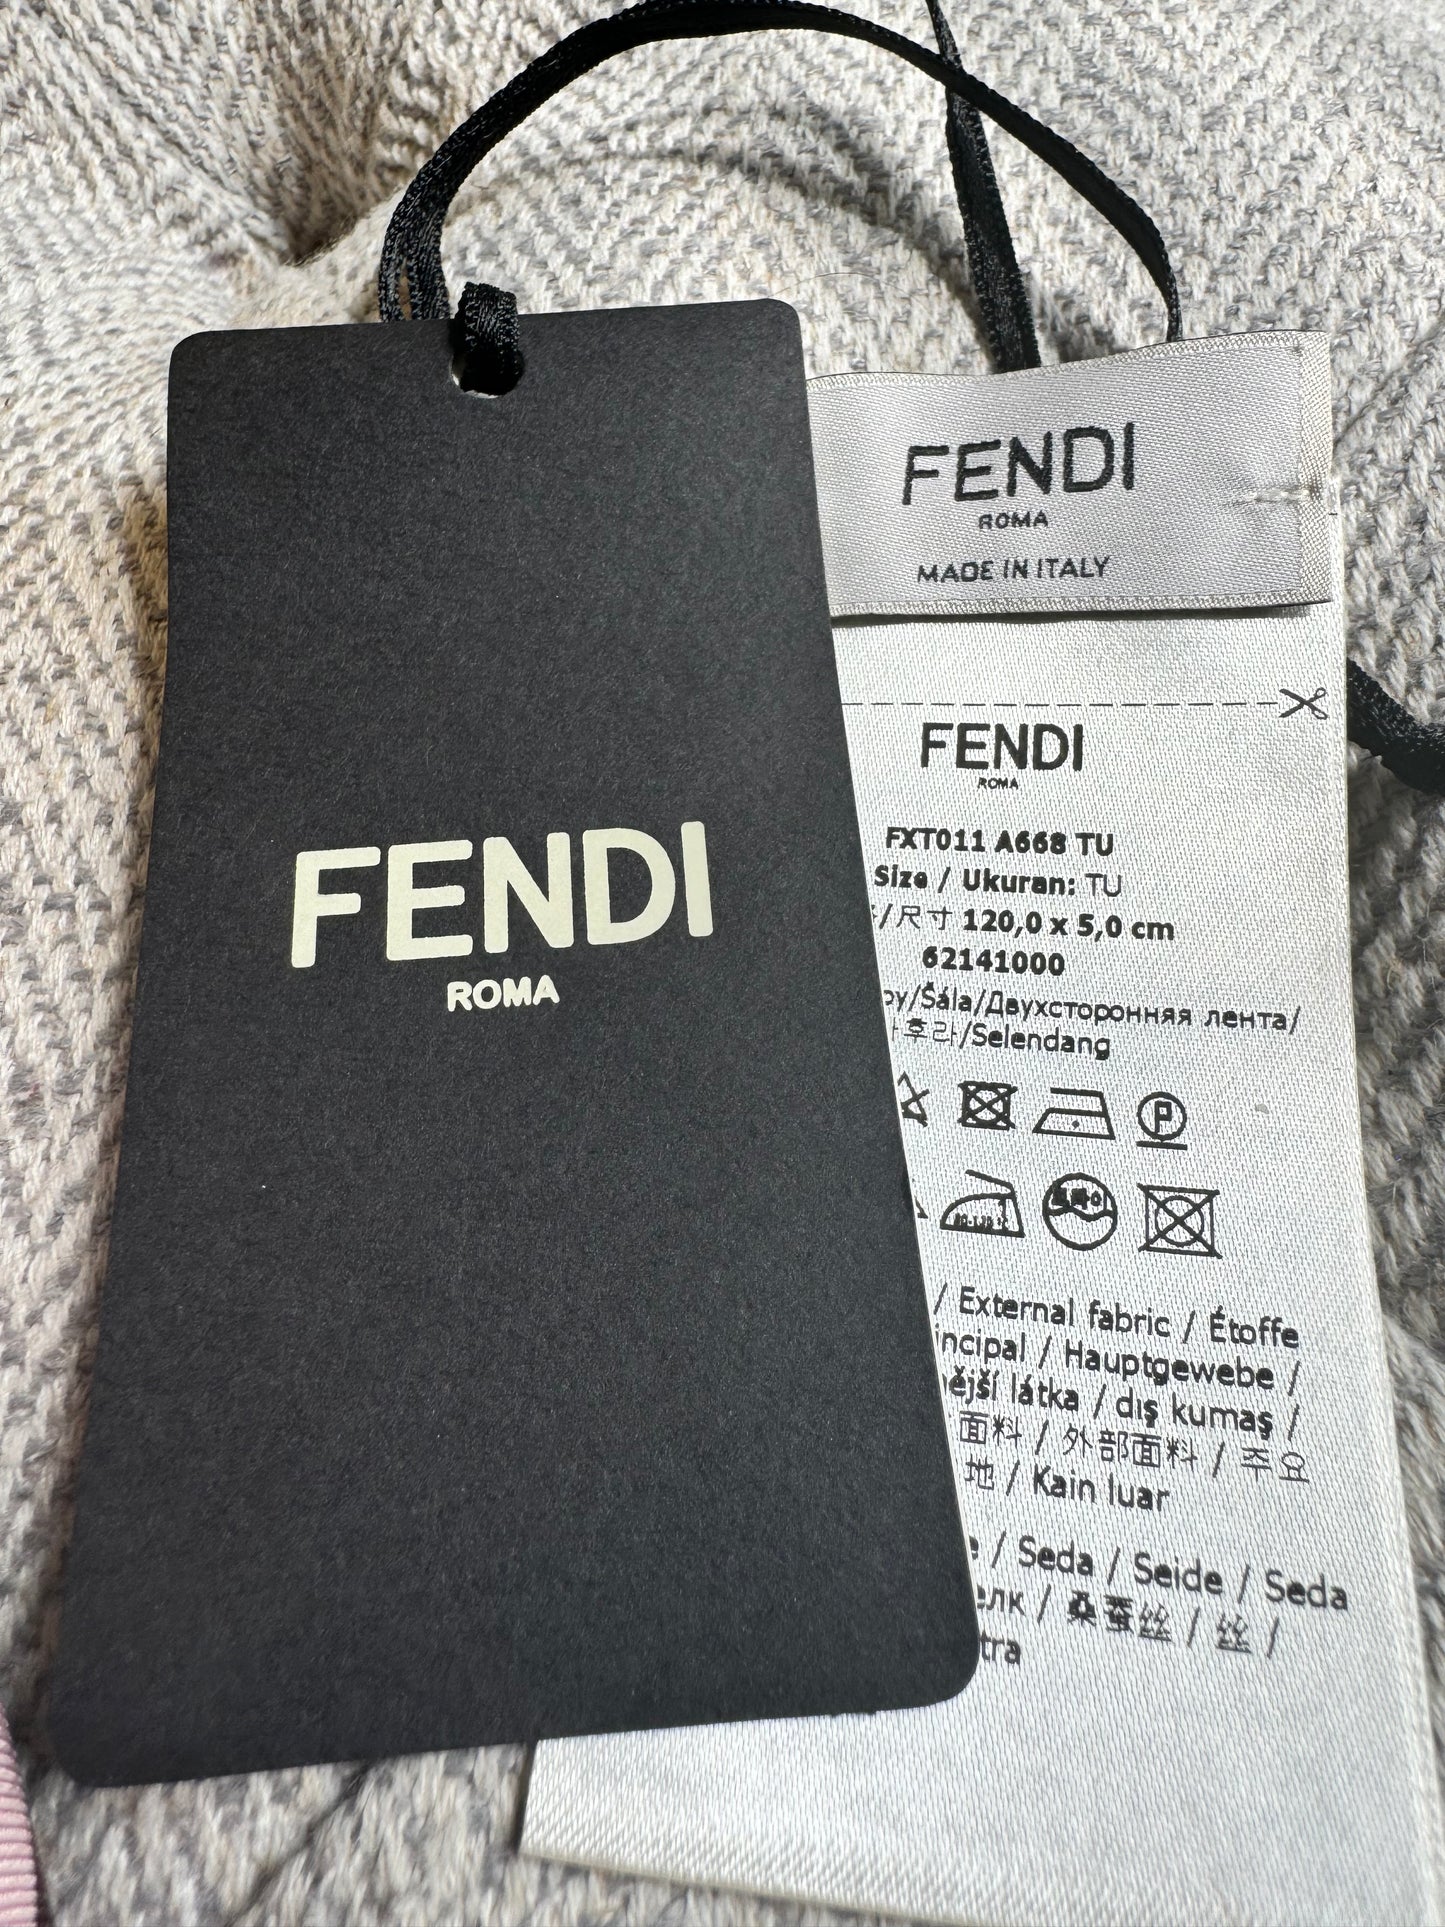 FENDI
ROMA
FENDI
ROMA
MADE IN ITALY
FENDI
ROMA
FXT011 A668 TU
Size / Ukuran: TU
/尺寸 120,0 x 5,0 cm
62141000
/Šála/Двухсторонняя лента/
후라/Selendang
P
/ External fabric / Étoffe
/ Hauptgewebe /
látka / dış kumaş /
面料 / 外部面料 / 주요
地 / Kain luar
/ Seda / Seide / Seda
/ 桑蚕丝 / 丝 /